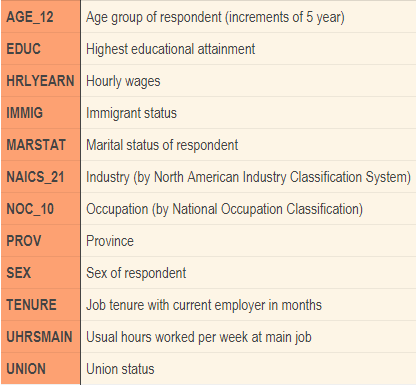 AGE_12 Age group of respondent (increments of 5 year)
EDUC Highest educational attainment
HRLYEARN Hourly wages
IMMIG Immigrant status
MARSTAT Marital status of respondent
NAICS_21 Industry (by North American Industry Classification System)
NOC_10 Occupation (by National Occupation Classification)
PROV Province
SEX Sex of respondent
TENURE Job tenure with current employer in months
UHRSMAIN Usual hours worked per week at main job
UNION Union status